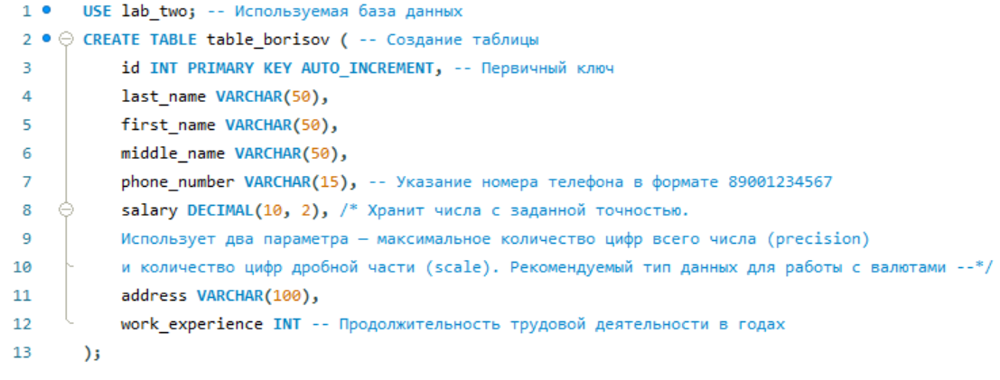 1 USE lab_two; -- Используемая база данных
2 CREATE TABLE table_borisov ( -- Создание таблицы
3 id INT PRIMARY KEY AUTO_INCREMENT, -- Первичный ключ
4 last_name VARCHAR(50),
5 first_name VARCHAR(50),
6 middle_name VARCHAR(50),
7 phone_number VARCHAR(15), -- Указание номера телефона в формате 89001234567
8 salary DECIMAL(10, 2), /* Хранит числа с заданной точностью.
9 Использует два параметра — максимальное количество цифр всего числа (precision)
10 и количество цифр дробной части (scale). Рекомендуемый тип данных для работы с валютами --*/
11 address VARCHAR(100),
12 work_experience INT -- Продолжительность трудовой деятельности в годах
13 );